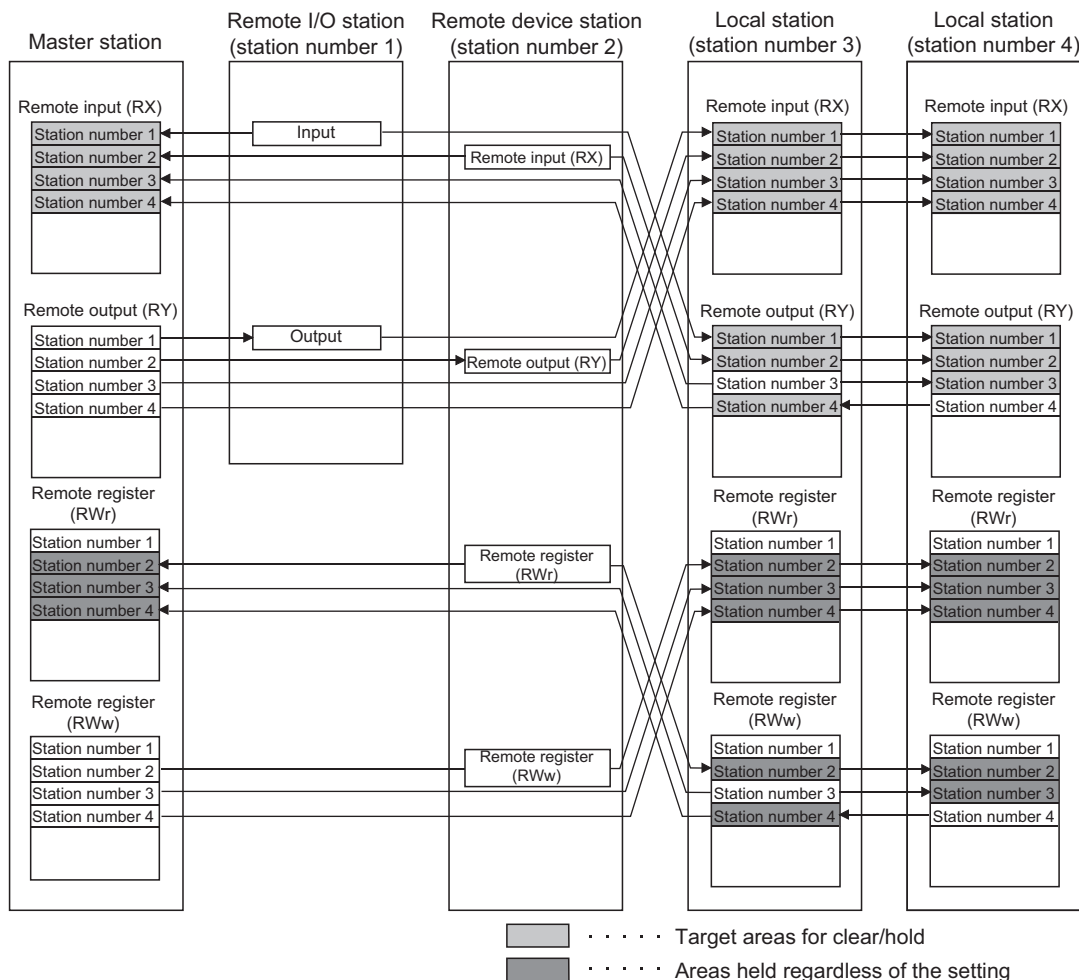 Master station
Remote I/O station
(station number 1)
Remote device station
(station number 2)
Local station
(station number 3)
Local station
(station number 4)
Remote input (RX)
Station number 1
Station number 2
Station number 3
Station number 4
Remote output (RY)
Station number 1
Station number 2
Station number 3
Station number 4
Remote register
(RWr)
Station number 1
Station number 2
Station number 3
Station number 4
Remote register
(RWw)
Station number 1
Station number 2
Station number 3
Station number 4
Input
Output
Remote input (RX)
Remote output (RY)
Remote register
(RWr)
Remote register
(RWw)
Remote input (RX)
Station number 1
Station number 2
Station number 3
Station number 4
Remote output (RY)
Station number 1
Station number 2
Station number 3
Station number 4
Remote register
(RWr)
Station number 1
Station number 2
Station number 3
Station number 4
Remote register
(RWw)
Station number 1
Station number 2
Station number 3
Station number 4
Remote input (RX)
Station number 1
Station number 2
Station number 3
Station number 4
Remote output (RY)
Station number 1
Station number 2
Station number 3
Station number 4
Remote register
(RWr)
Station number 1
Station number 2
Station number 3
Station number 4
Remote register
(RWw)
Station number 1
Station number 2
Station number 3
Station number 4
· · · · · Target areas for clear/hold
· · · · · Areas held regardless of the setting